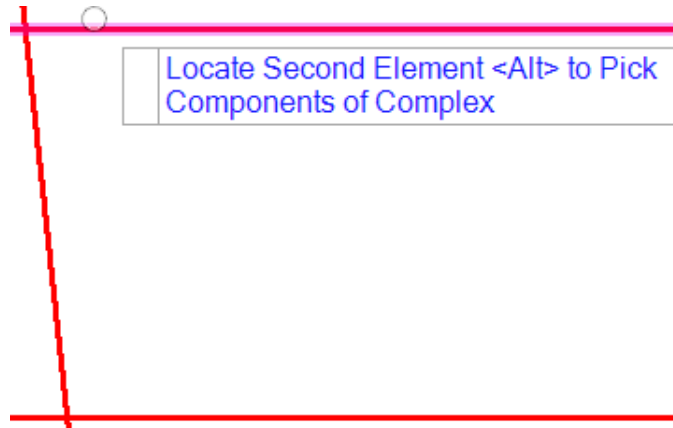 Locate Second Element <Alt> to Pick
Components of Complex